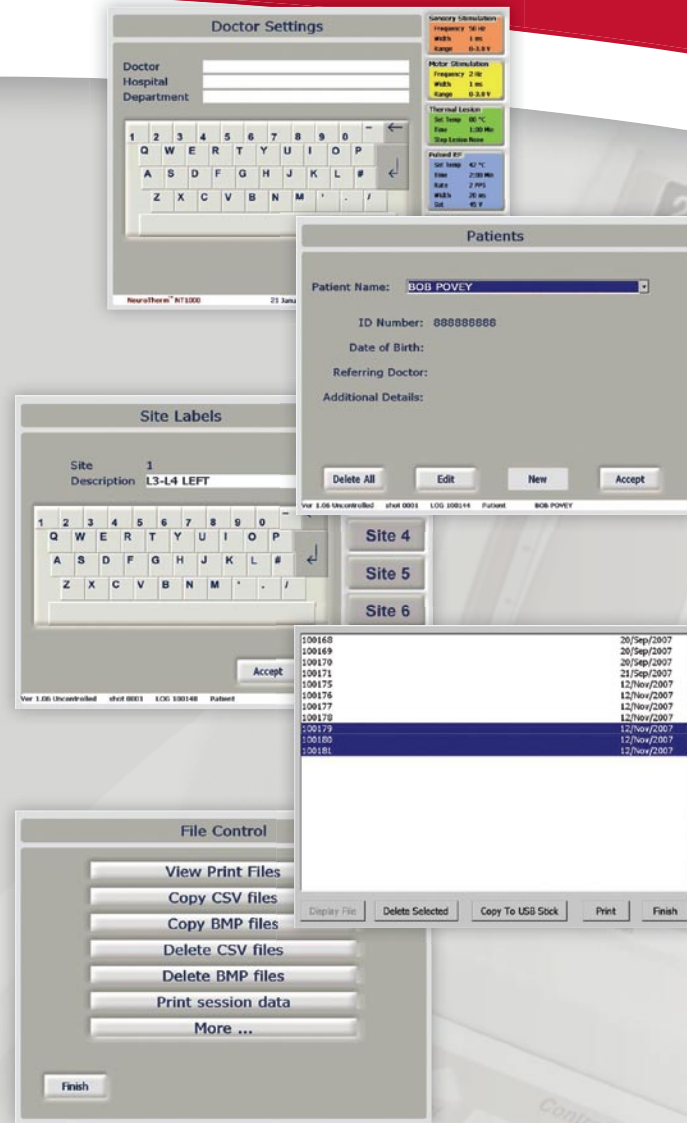 Doctor Settings
Doctor
Hospital
Department
1 2 3 4 5 6 7 8 9 0 - ←
Q W E R T Y U I O P
A S D F G H J K L #
Z X C V B N M ' . /
NeuroTherm™ NT1000 21 Janu
Sensory Stimulation
Frequency 50 Hz
Width 1 ms
Range 0-3.0 V
Motor Stimulation
Frequency 2 Hz
Width 1 ms
Range 0-3.0 V
Thermal Lesion
Set Temp 80 °C
Time 1:00 Min
Step Lesion None
Pulsed RF
Set Temp 42 °C
Time 2:00 Min
Rate 2 PPS
Width 20 ms
Set 45 V
Patients
Patient Name: BOB POVEY
ID Number: 888888888
Date of Birth:
Referring Doctor:
Additional Details:
Delete All Edit New Accept
Ver 1.06 Uncontrolled shot 0001 LOG 100144 Patient BOB POVEY
Site Labels
Site 1
Description L3-L4 LEFT
1 2 3 4 5 6 7 8 9 0 -
Q W E R T Y U I O P
A S D F G H J K L #
Z X C V B N M ' . /
Accept
Ver 1.06 Uncontrolled shot 0001 LOG 100148 Patient
Site 4
Site 5
Site 6
100168 20/Sep/2007
100169 20/Sep/2007
100170 20/Sep/2007
100171 21/Sep/2007
100175 12/Nov/2007
100176 12/Nov/2007
100177 12/Nov/2007
100178 12/Nov/2007
100179 12/Nov/2007
100180 12/Nov/2007
100181 12/Nov/2007
Display File Delete Selected Copy To USB Stick Print Finish
File Control
View Print Files
Copy CSV files
Copy BMP files
Delete CSV files
Delete BMP files
Print session data
More ...
Finish